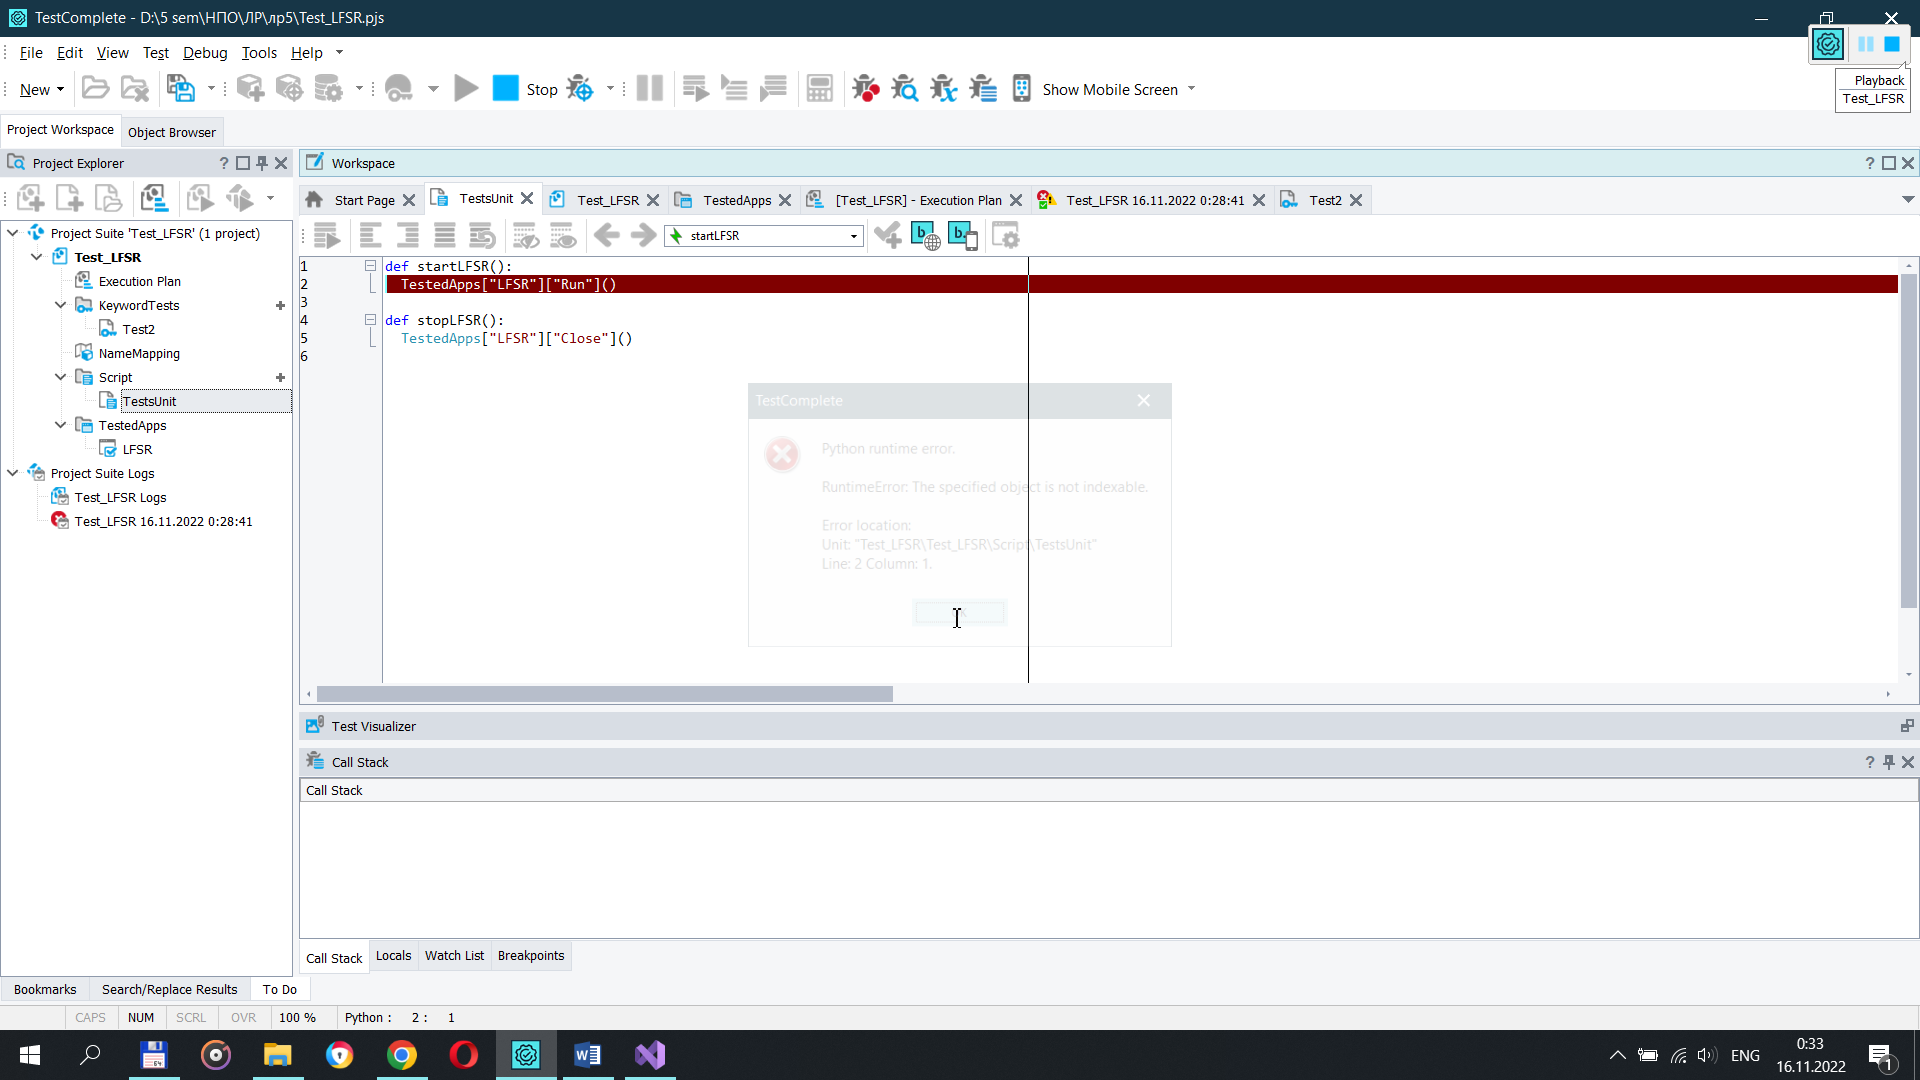 TestComplete - D:\5 sem\НПО\ЛР\лр5\Test_LFSR.pjs
File Edit View Test Debug Tools Help
New Stop Show Mobile Screen
Playback
Test_LFSR
Project Workspace Object Browser
Project Explorer
Workspace
Start Page TestsUnit Test_LFSR TestedApps [Test_LFSR] - Execution Plan Test_LFSR 16.11.2022 0:28:41 Test2
startLFSR
Project Suite 'Test_LFSR' (1 project)
Test_LFSR
Execution Plan
KeywordTests
Test2
NameMapping
Script
TestsUnit
TestedApps
LFSR
Project Suite Logs
Test_LFSR Logs
Test_LFSR 16.11.2022 0:28:41
1 def startLFSR():
2 TestedApps["LFSR"]["Run"]()
3
4 def stopLFSR():
5 TestedApps["LFSR"]["Close"]()
6
TestComplete
Python runtime error.
RuntimeError: The specified object is not indexable.
Error location:
Unit: "Test_LFSR\Test_LFSR\Script\TestsUnit"
Line: 2 Column: 1.
Test Visualizer
Call Stack
Call Stack
Call Stack Locals Watch List Breakpoints
Bookmarks Search/Replace Results To Do
CAPS NUM SCRL OVR 100 % Python : 2 : 1
ENG
0:33
16.11.2022
1